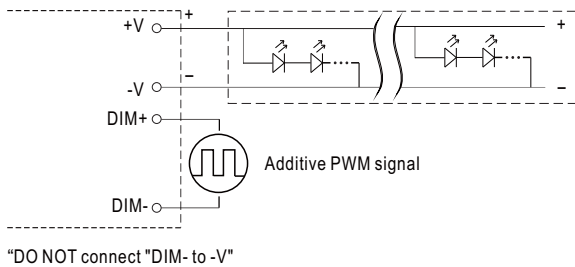 +V
+
+
-V
−
−
DIM+
Additive PWM signal
DIM-
“DO NOT connect "DIM- to -V"